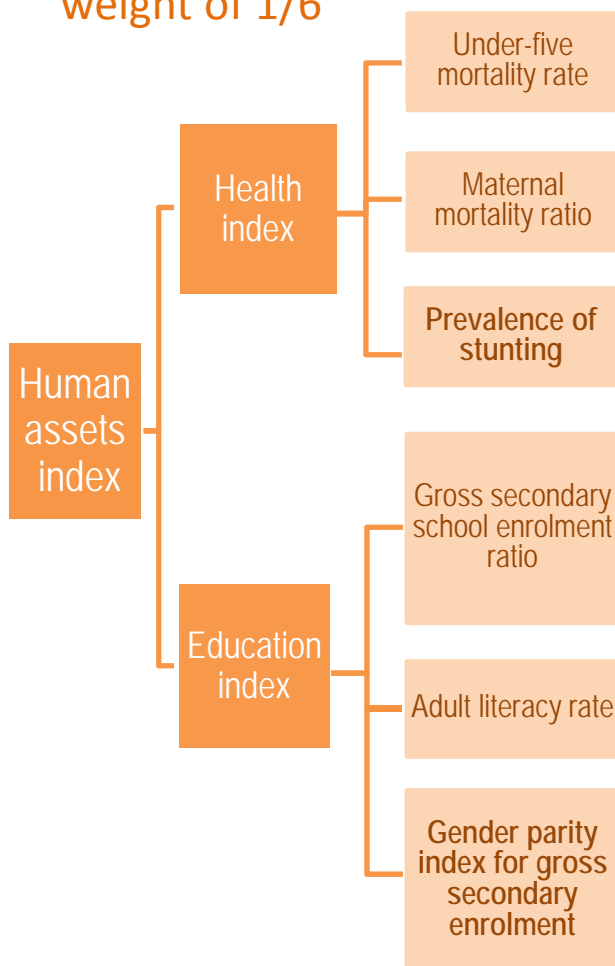 weight of 1/6
Under-five
mortality rate
Health
index
Maternal
mortality ratio
Prevalence of
stunting
Human
assets
index
Gross secondary
school enrolment
ratio
Education
index
Adult literacy rate
Gender parity
index for gross
secondary
enrolment